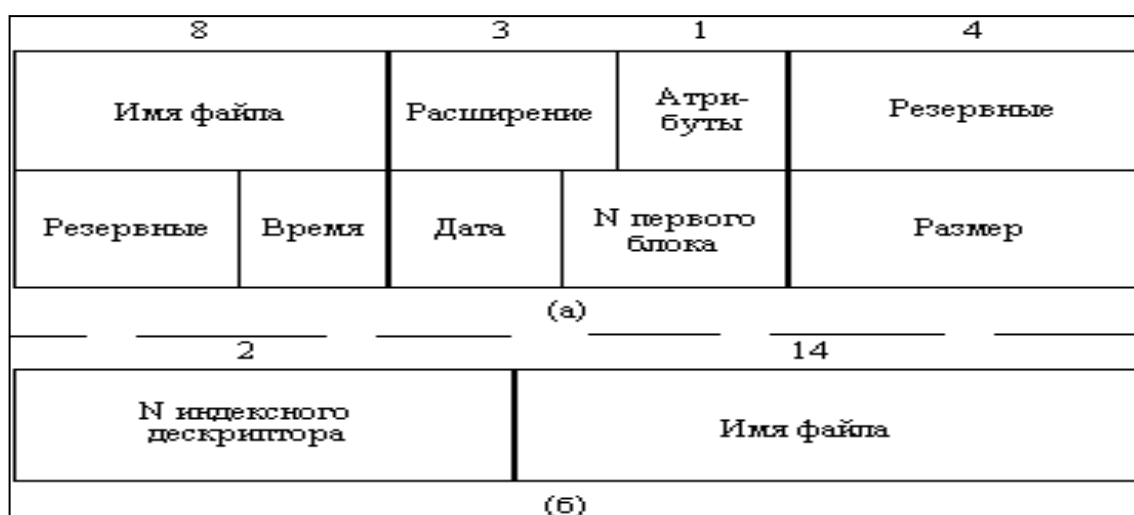 8 3 1 4
Имя файла Расширение Атри-
буты Резервные
Резервные Время Дата N первого
блока Размер
(а)
2 14
N индексного
дескриптора Имя файла
(б)